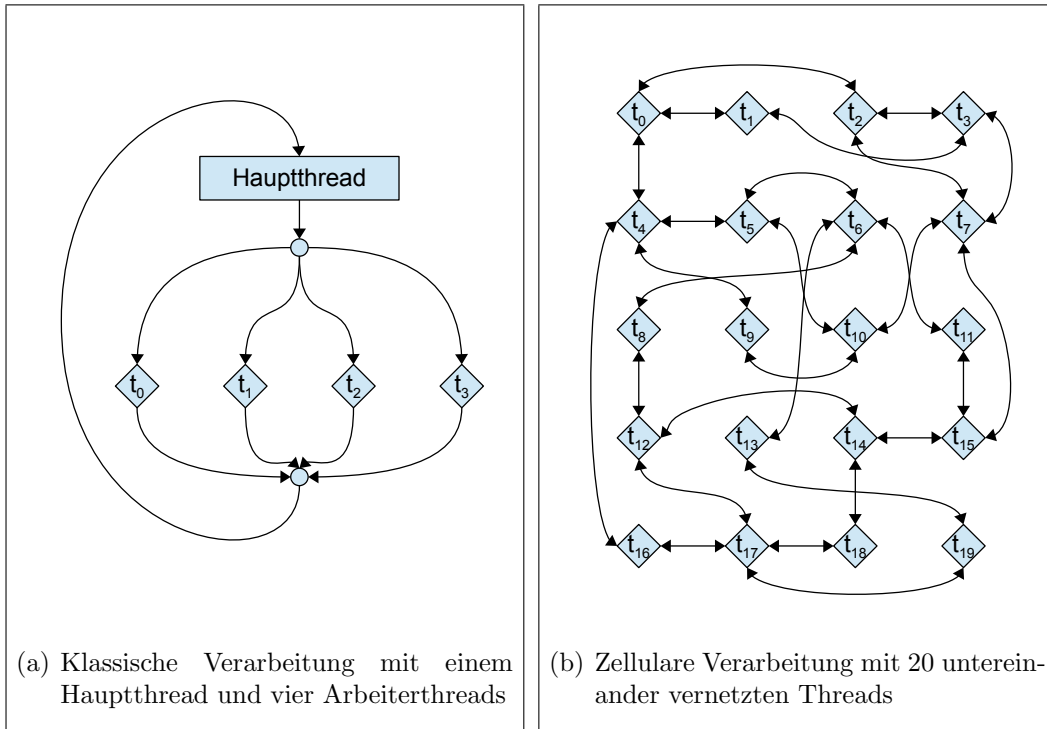 Hauptthread
t0 t1 t2 t3
(a) Klassische Verarbeitung mit einem
Hauptthread und vier Arbeiterthreads
t0 t1 t2 t3
t4 t5 t6 t7
t8 t9 t10 t11
t12 t13 t14 t15
t16 t17 t18 t19
(b) Zellulare Verarbeitung mit 20 unterein-
ander vernetzten Threads